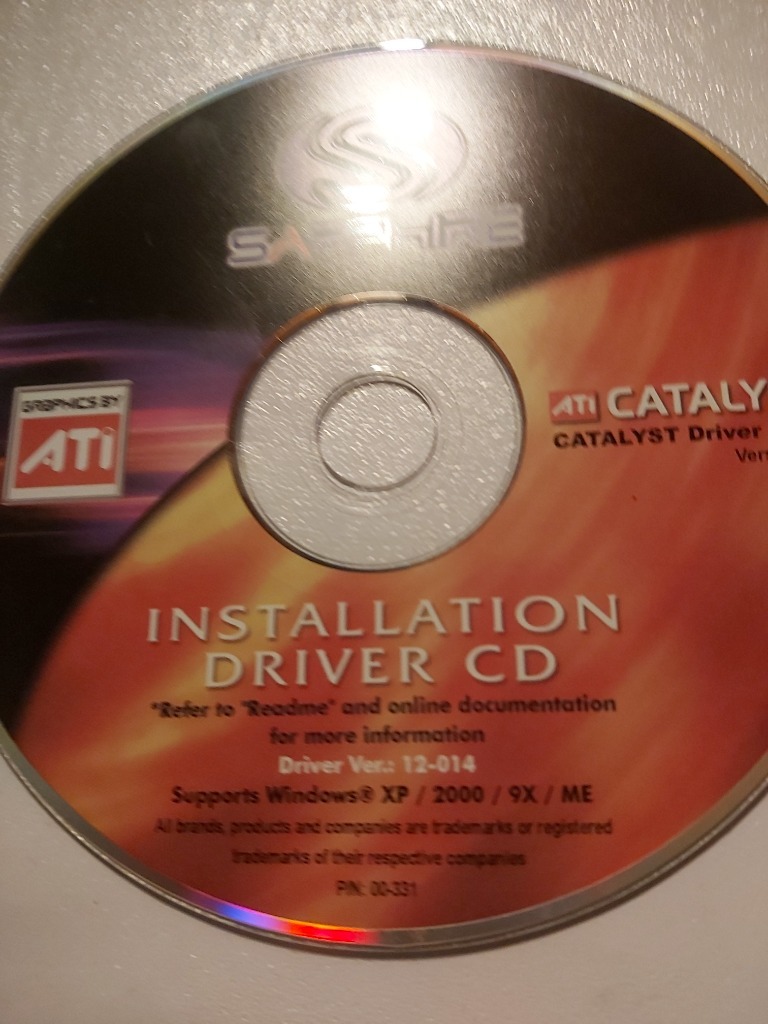 SAPPHIRE
GRAPHICS BY
ATI
ATI CATALY
CATALYST Driver
Vers
INSTALLATION
DRIVER CD
*Refer to "Readme" and online documentation
for more information
Driver Ver.: 12-014
Supports Windows® XP / 2000 / 9X / ME
All brands, products and companies are trademarks or registered
trademarks of their respective companies
P/N: 00-331